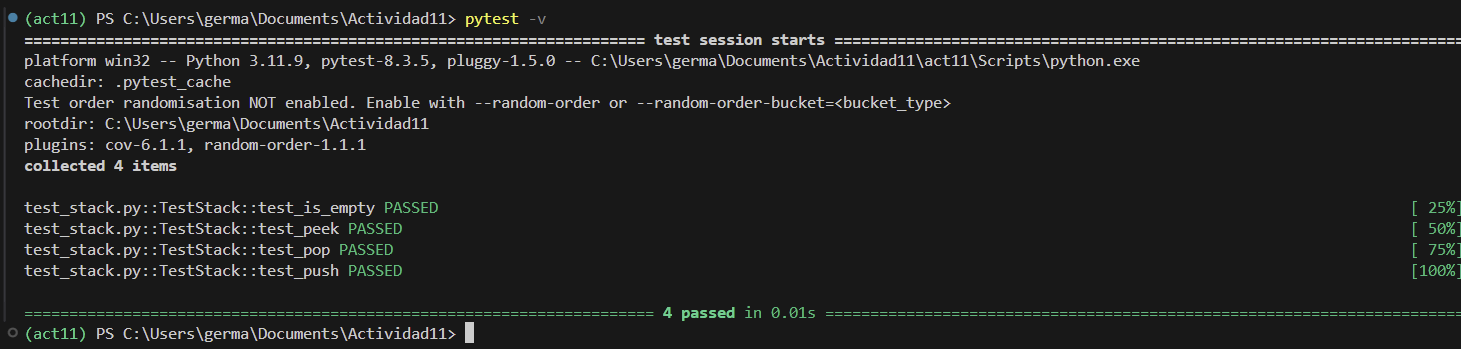 (act11) PS C:\Users\germa\Documents\Actividad11> pytest -v
===================================================================== test session starts =====================================================================
platform win32 -- Python 3.11.9, pytest-8.3.5, pluggy-1.5.0 -- C:\Users\germa\Documents\Actividad11\act11\Scripts\python.exe
cachedir: .pytest_cache
Test order randomisation NOT enabled. Enable with --random-order or --random-order-bucket=<bucket_type>
rootdir: C:\Users\germa\Documents\Actividad11
plugins: cov-6.1.1, random-order-1.1.1
collected 4 items
test_stack.py::TestStack::test_is_empty PASSED [ 25%]
test_stack.py::TestStack::test_peek PASSED [ 50%]
test_stack.py::TestStack::test_pop PASSED [ 75%]
test_stack.py::TestStack::test_push PASSED [100%]
====================================================================== 4 passed in 0.01s ======================================================================
(act11) PS C:\Users\germa\Documents\Actividad11>